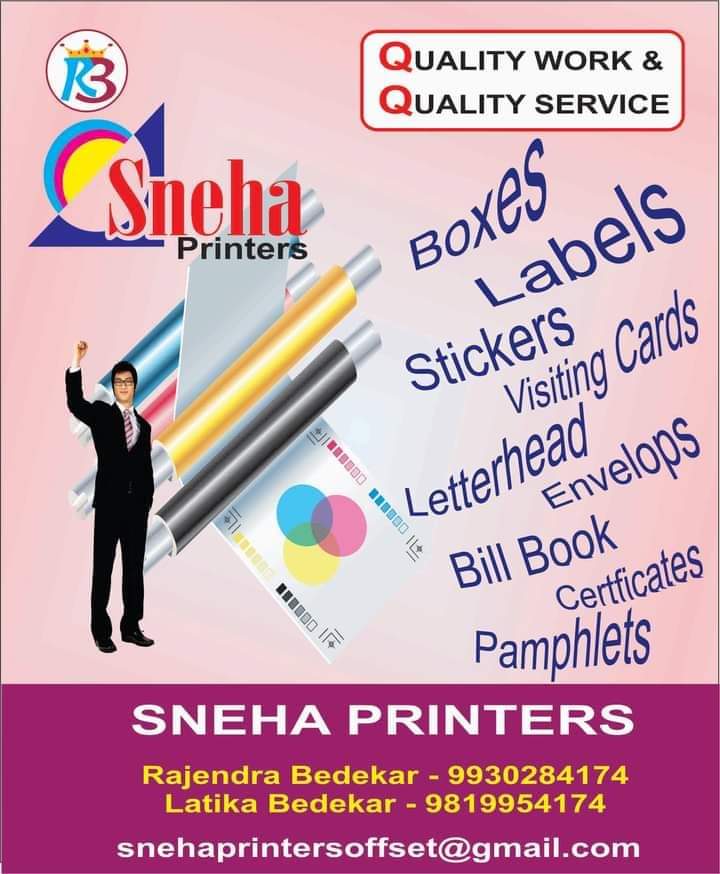 R3
QUALITY WORK &
QUALITY SERVICE
Sneha
Printers
Boxes
Labels
Stickers
Visiting Cards
Letterhead
Envelops
Bill Book
Certficates
Pamphlets
SNEHA PRINTERS
Rajendra Bedekar - 9930284174
Latika Bedekar - 9819954174
snehaprintersoffset@gmail.com